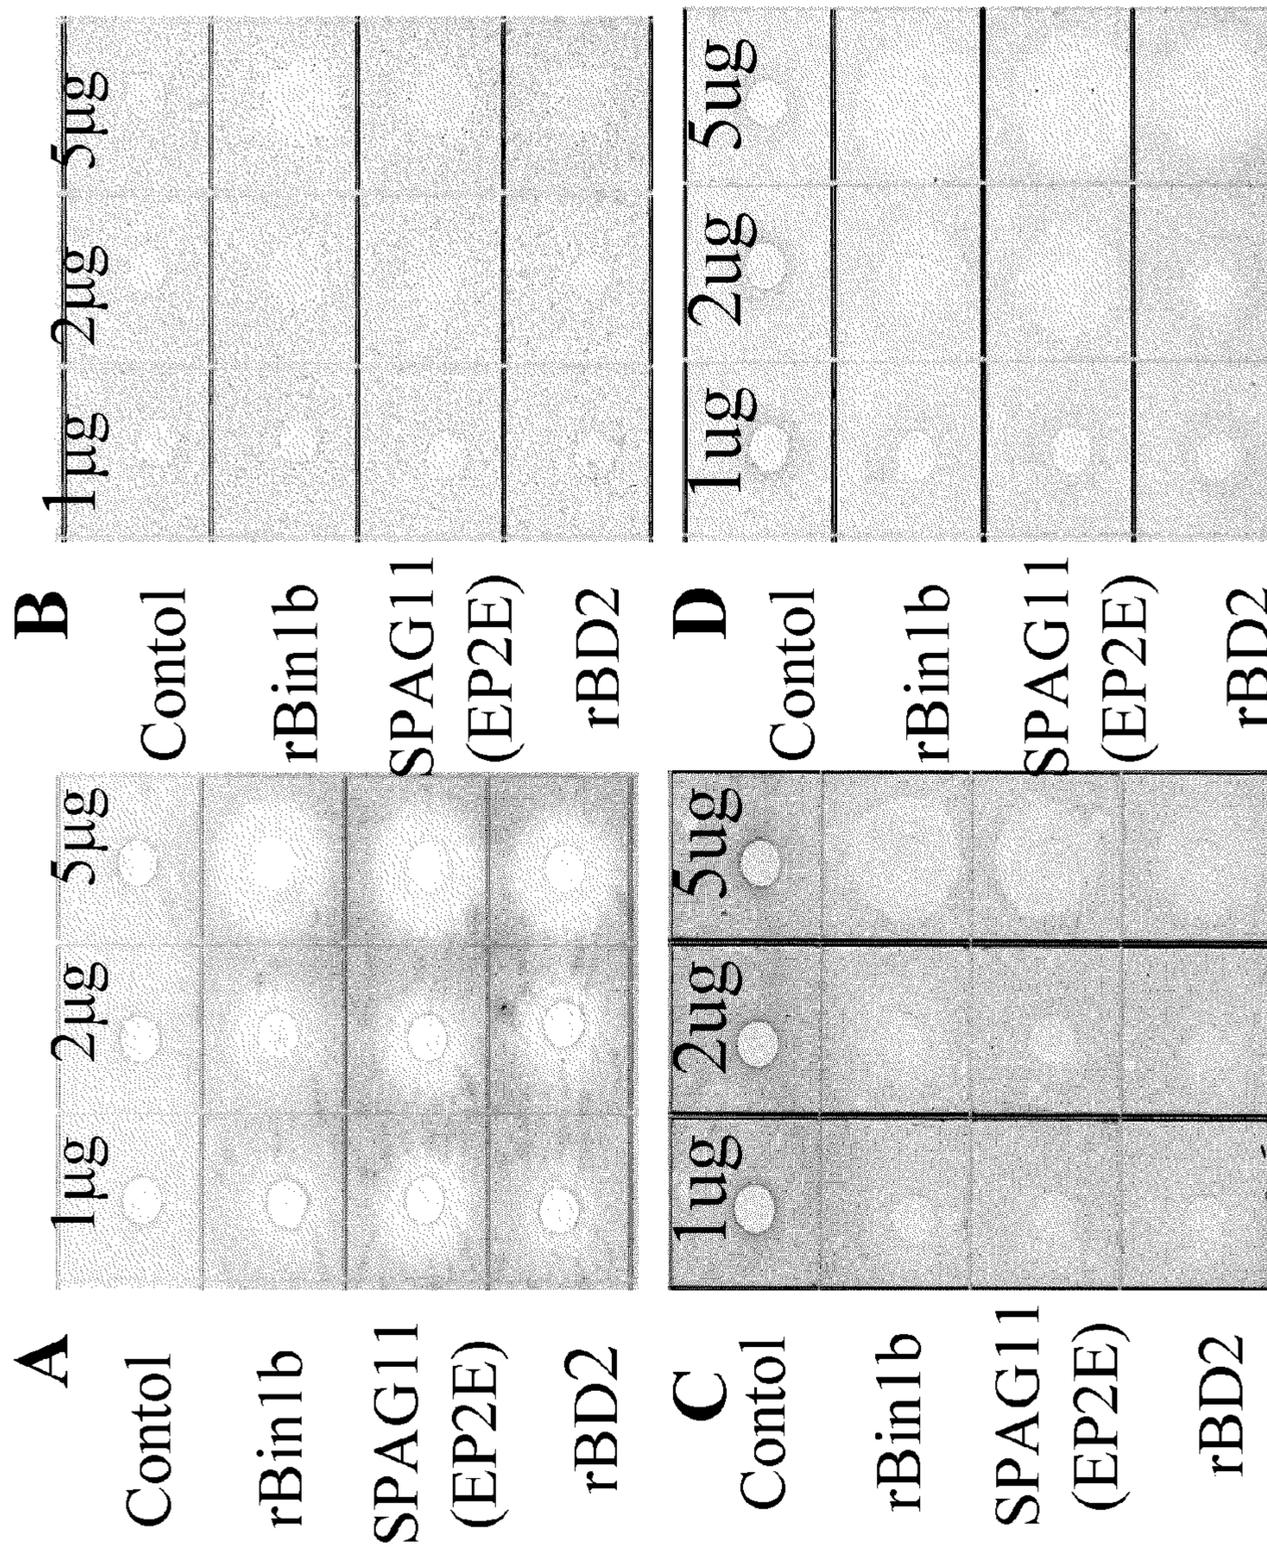 A
1µg 2µg 5µg
Contol
rBin1b
SPAG11
(EP2E)
rBD2
B
1µg 2µg 5µg
Contol
rBin1b
SPAG11
(EP2E)
rBD2
C
1ug 2ug 5ug
Contol
rBin1b
SPAG11
(EP2E)
rBD2
D
1ug 2ug 5ug
Contol
rBin1b
SPAG11
(EP2E)
rBD2